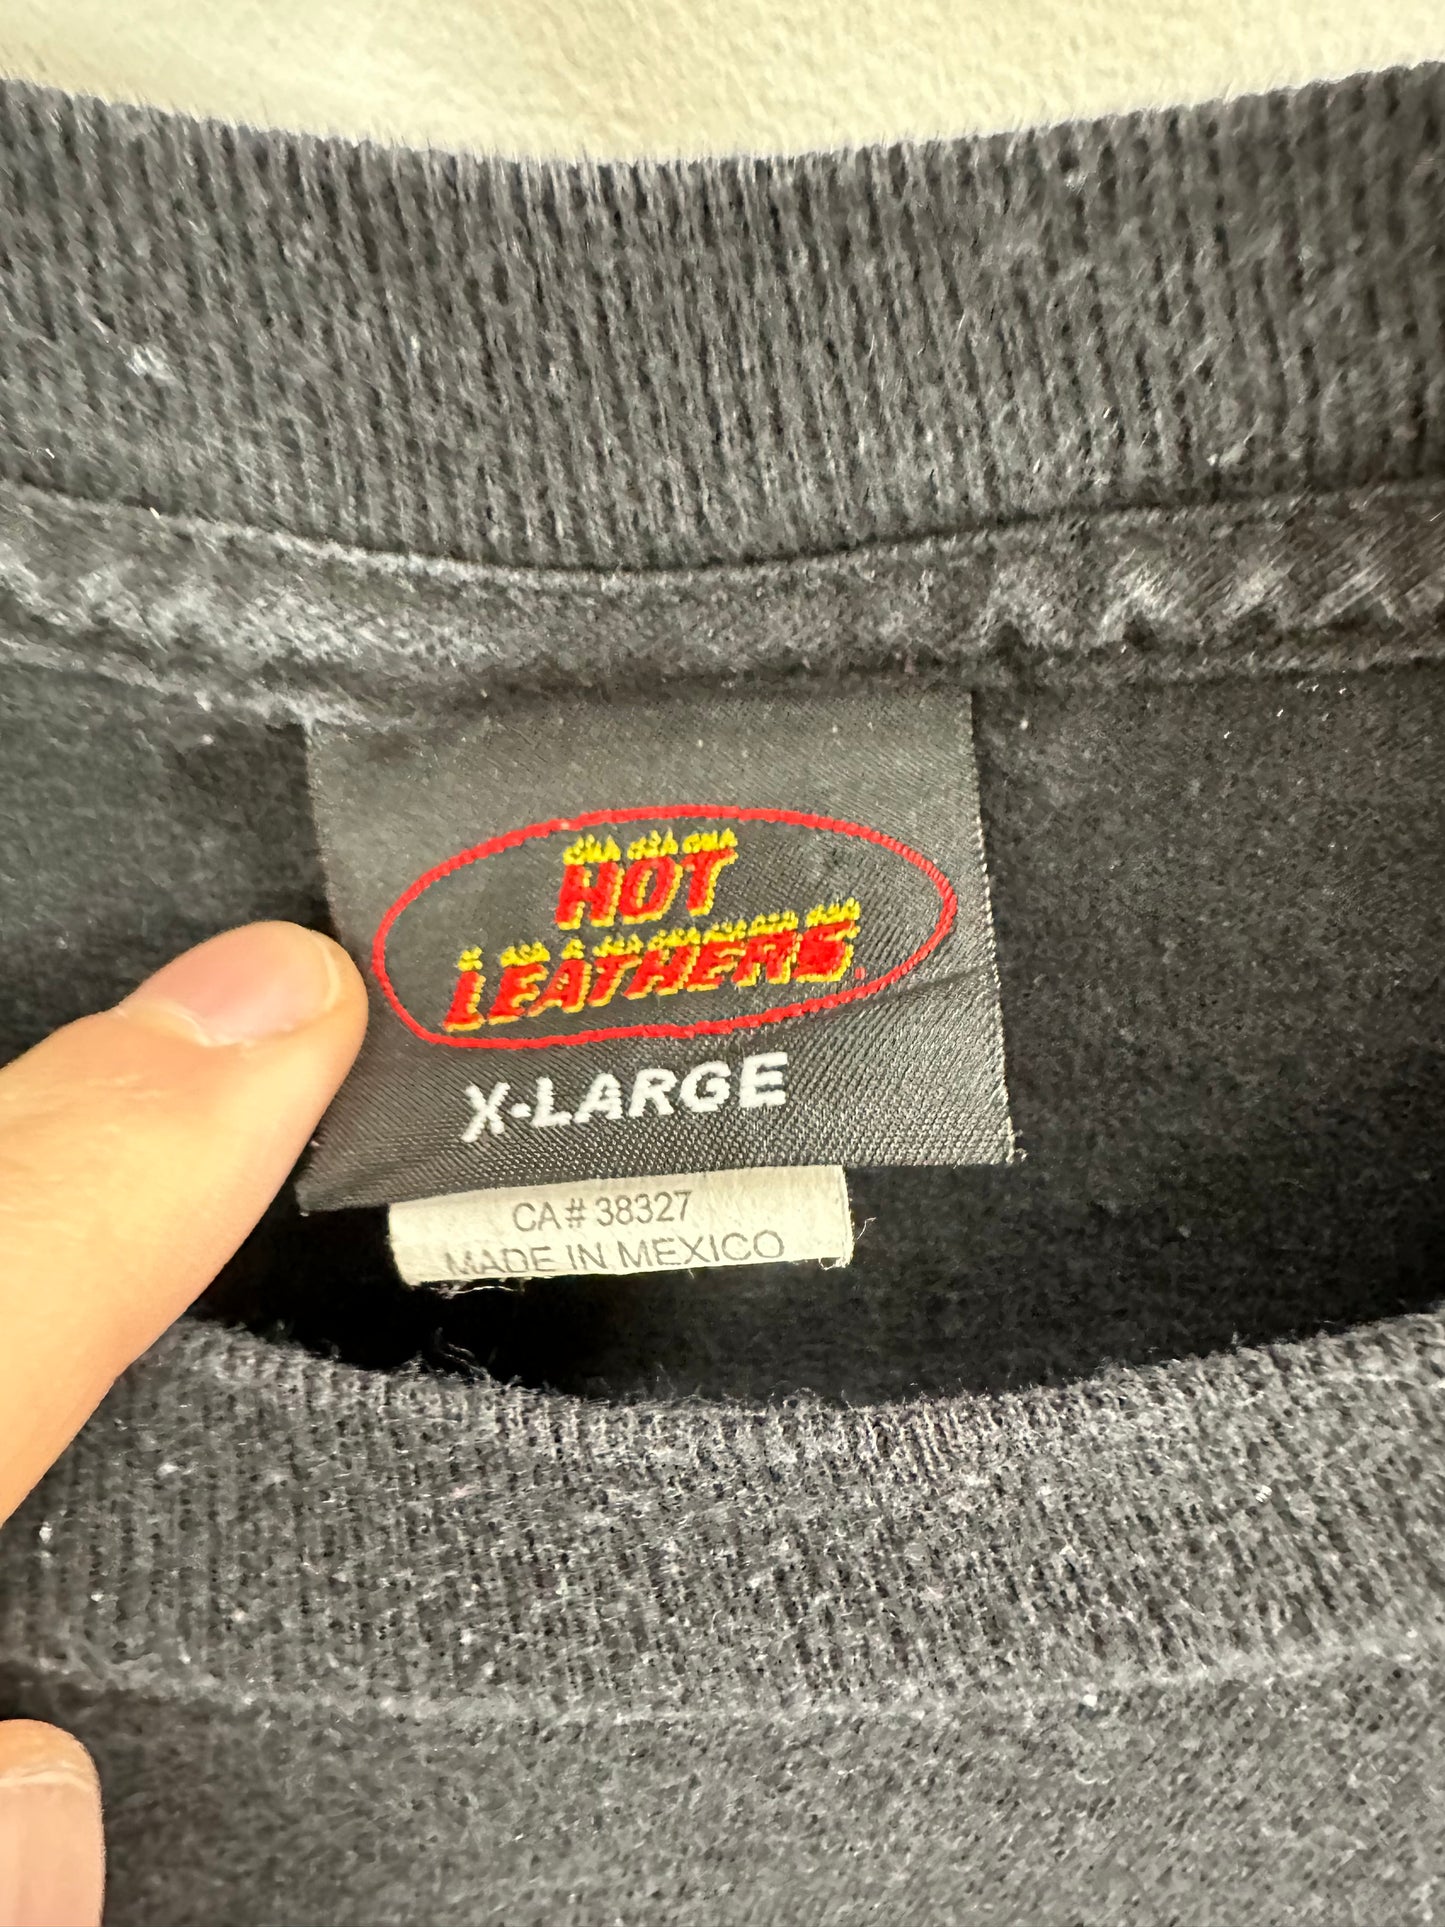 HOT
LEATHERS.
X-LARGE
CA# 38327
MADE IN MEXICO